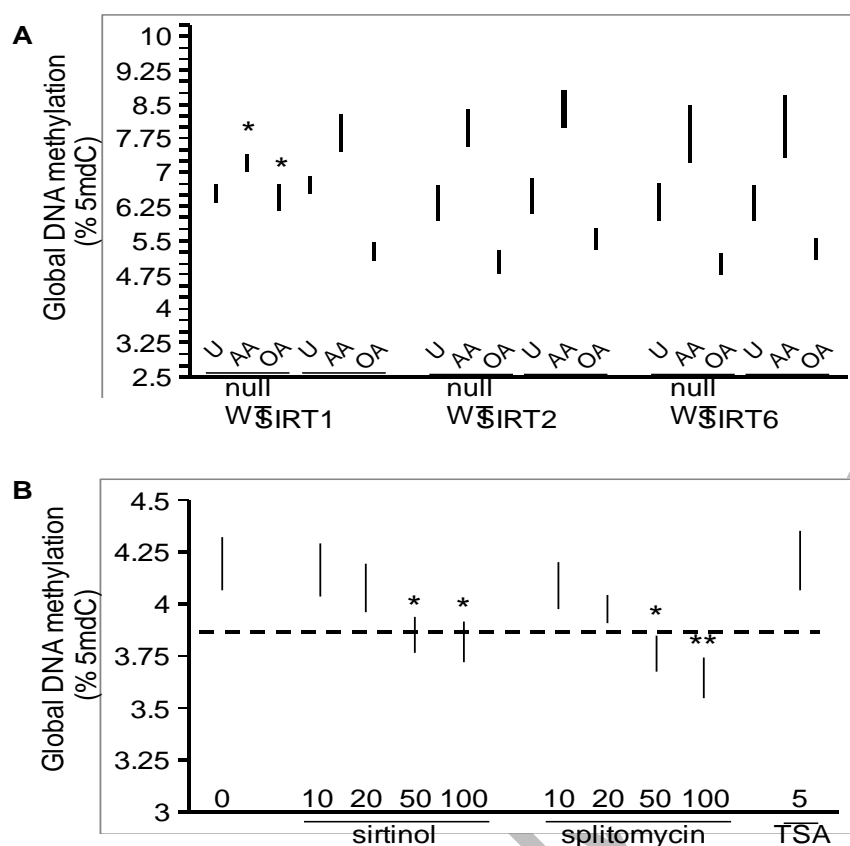 A
Global DNA methylation
(% 5mdC)
10
9.25
8.5
7.75
7
6.25
5.5
4.75
4
3.25
2.5
* *
U AA OA U AA OA U AA OA U AA OA U AA OA U AA OA
null null null
WT SIRT1 WT SIRT2 WT SIRT6
B
Global DNA methylation
(% 5mdC)
4.5
4.25
4
3.75
3.5
3.25
3
* * * **
0 10 20 50 100 10 20 50 100 5
sirtinol splitomycin TSA